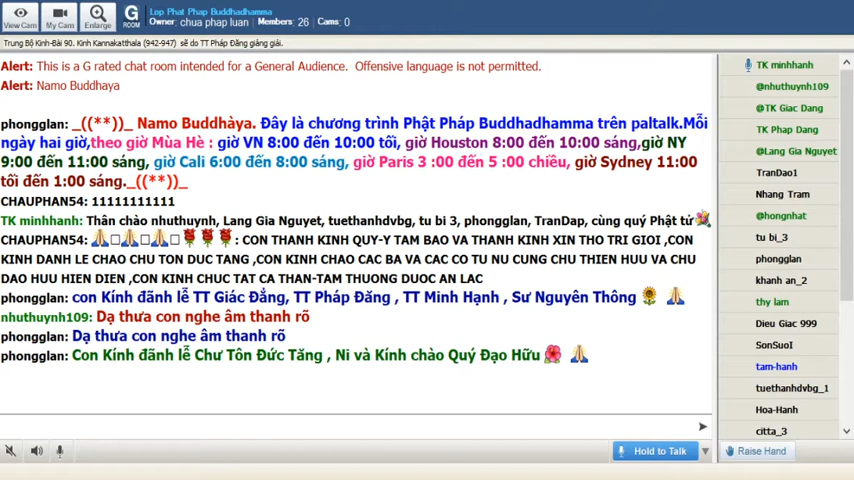 Lop Phat Phap Buddhadhamma
Owner: chua phap luan   Members: 26   Cams: 0
View Cam
My Cam
Enlarge
G
ROOM
Trung Bộ Kinh-Bài 90. Kinh Kannakatthala (942-947) sẽ do TT Pháp Đăng giảng giải.
Alert: This is a G rated chat room intended for a General Audience. Offensive language is not permitted.
Alert: Namo Buddhaya
phongglan: _((**))_ Namo Buddhàya. Đây là chương trình Phật Pháp Buddhadhamma trên paltalk.Mỗi
ngày hai giờ,theo giờ Mùa Hè : giờ VN 8:00 đến 10:00 tối, giờ Houston 8:00 đến 10:00 sáng,giờ NY
9:00 đến 11:00 sáng, giờ Cali 6:00 đến 8:00 sáng, giờ Paris 3 :00 đến 5 :00 chiều, giờ Sydney 11:00
tối đến 1:00 sáng._((**))_
CHAUPHAN54: 11111111111
TK minhhanh: Thân chào nhuthuynh, Lang Gia Nguyet, tuethanhdvbg, tu bi 3, phongglan, TranDap, cùng quý Phật tử
CHAUPHAN54: 🙏🏻□🙏🏻□🙏🏻□🌹🌹🌹: CON THANH KINH QUY-Y TAM BAO VA THANH KINH XIN THO TRI GIOI ,CON
KINH DANH LE CHAO CHU TON DUC TANG ,CON KINH CHAO CAC BA VA CAC CO TU NU CUNG CHU THIEN HUU VA CHU
DAO HUU HIEN DIEN ,CON KINH CHUC TAT CA THAN-TAM THUONG DUOC AN LAC
phongglan: con Kính đãnh lễ TT Giác Đẳng, TT Pháp Đăng , TT Minh Hạnh , Sư Nguyên Thông 🌻 🙏🏻
nhuthuynh109: Dạ thưa con nghe âm thanh rõ
phongglan: Dạ thưa con nghe âm thanh rõ
phongglan: Con Kính đãnh lễ Chư Tôn Đức Tăng , Ni và Kính chào Quý Đạo Hữu 🌺 🙏🏻
Hold to Talk
TK minhhanh
@nhuthuynh109
@TK Giac Dang
TK Phap Dang
@Lang Gia Nguyet
TranDao1
Nhang Tram
@hongnhat
tu bi_3
phongglan
khanh an_2
thy lam
Dieu Giac 999
SonSuoI
tam-hanh
tuethanhdvbg_1
Hoa-Hanh
citta_3
Raise Hand